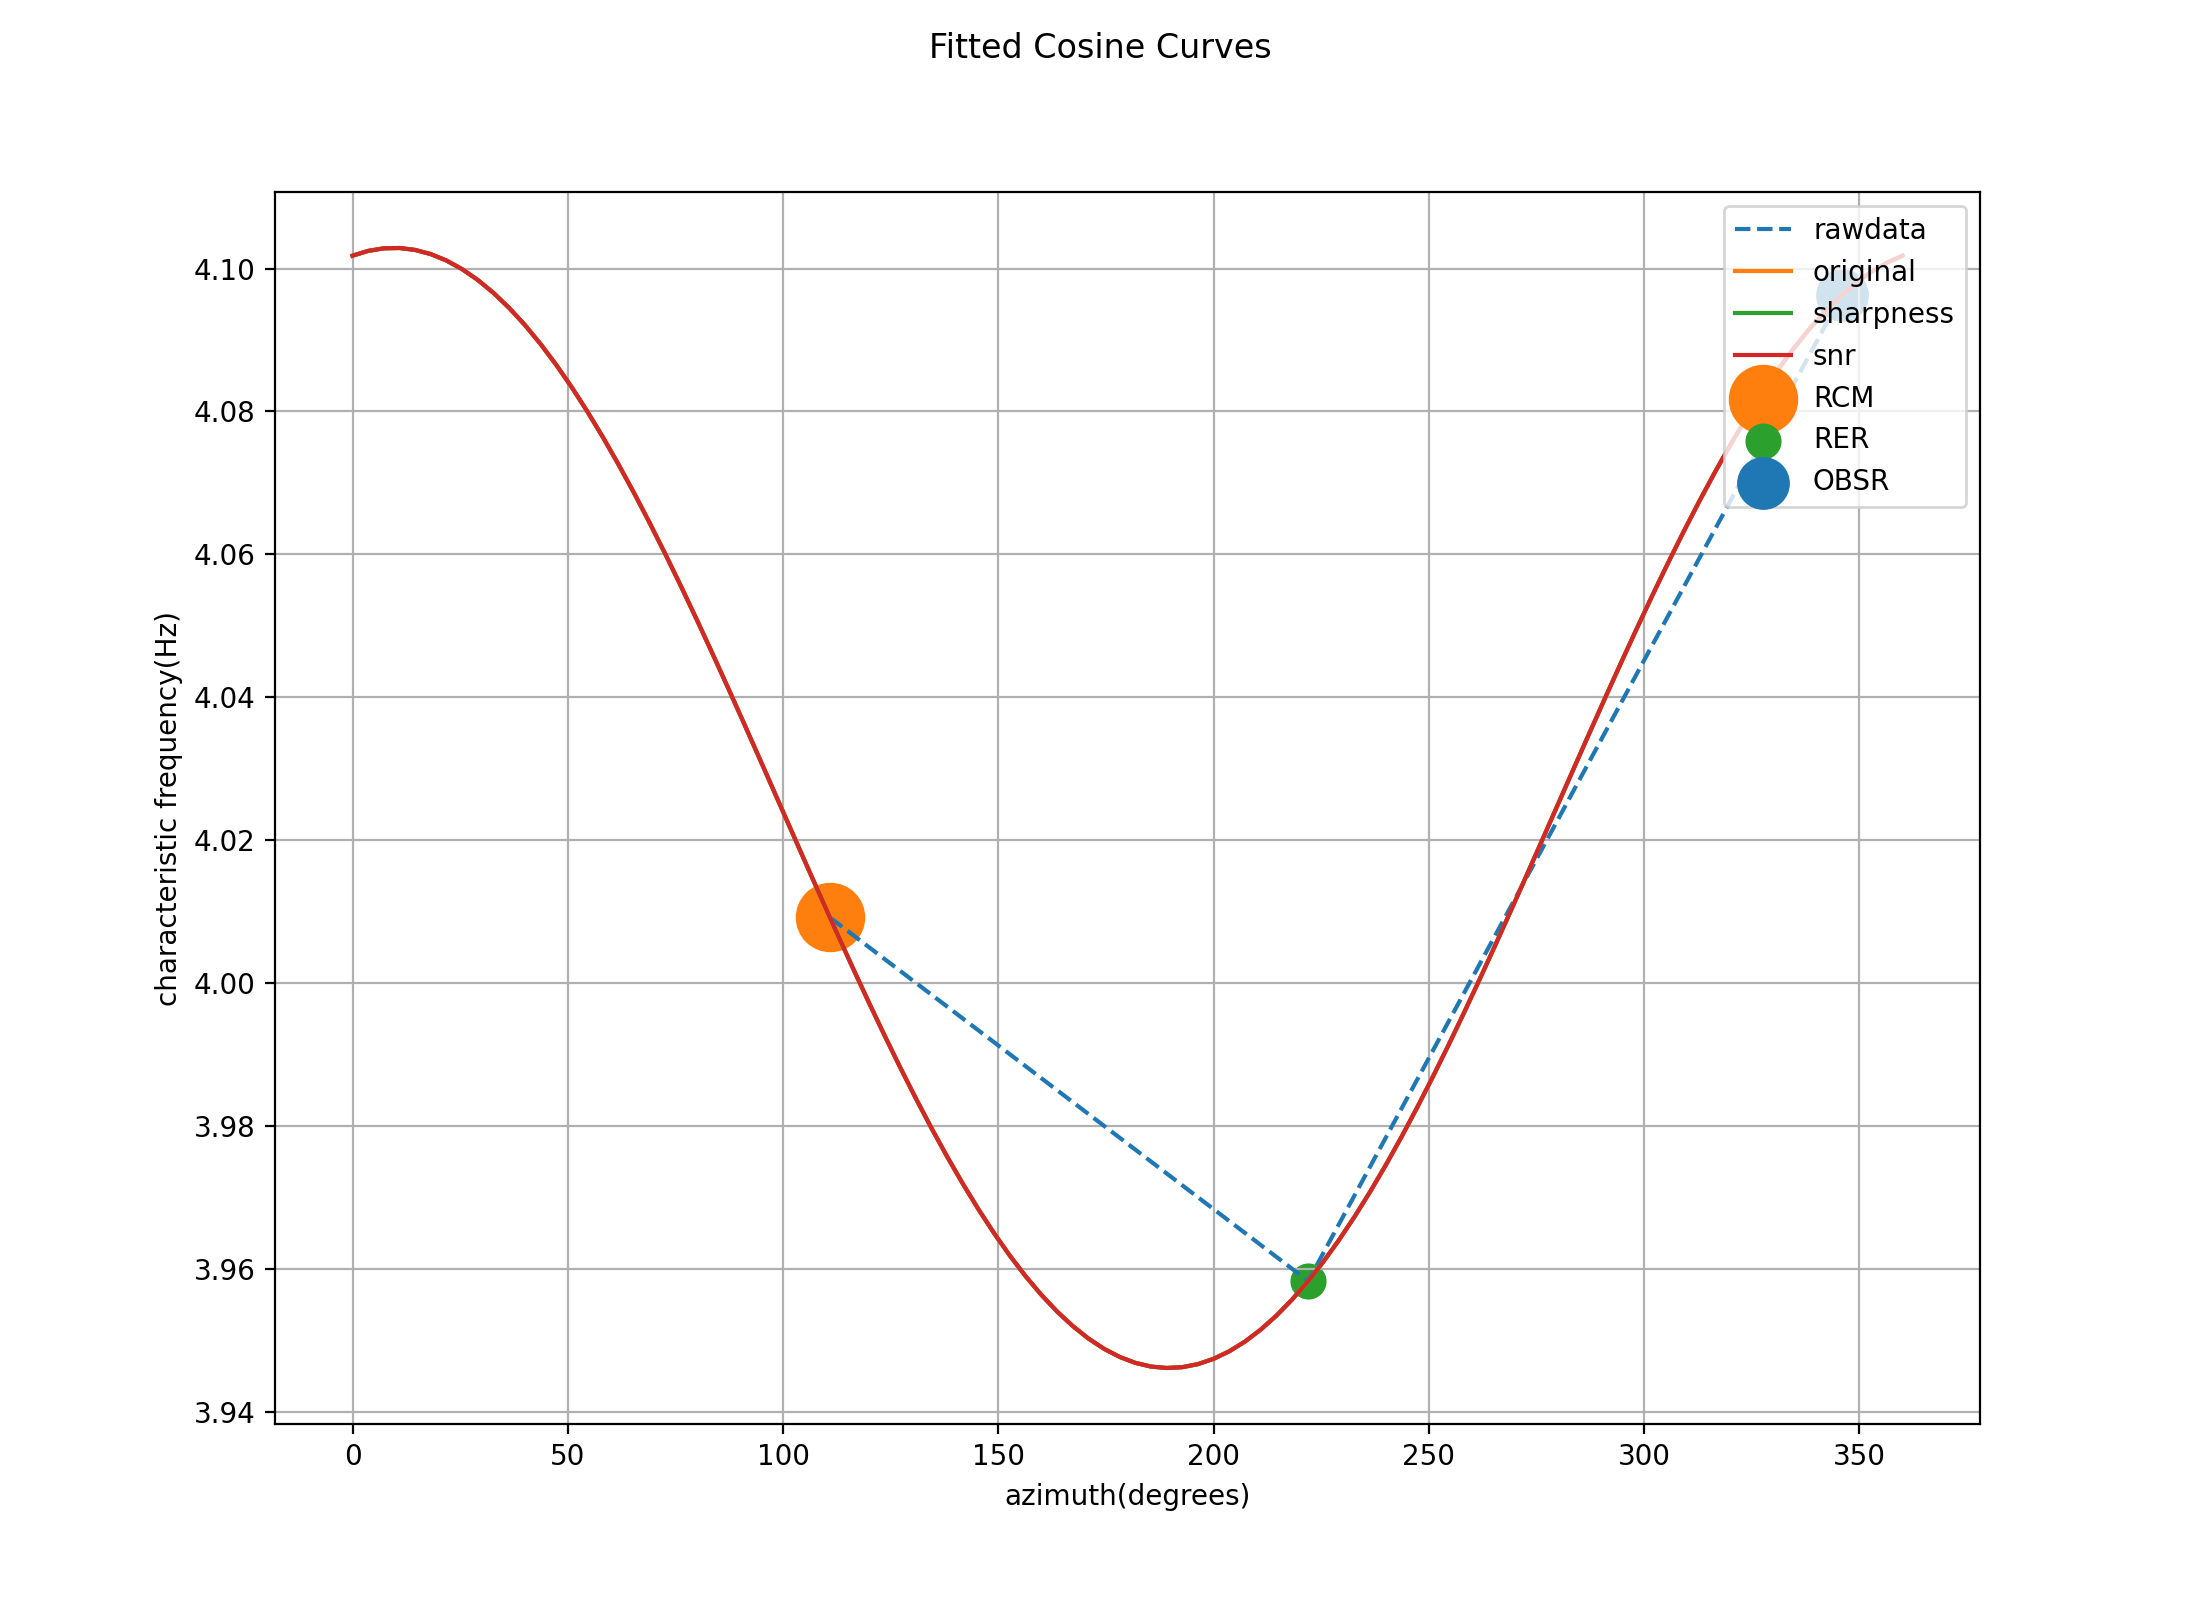 Fitted Cosine Curves
rawdata
original
sharpness
snr
RCM
RER
OBSR
4.10
4.08
4.06
4.04
4.02
4.00
3.98
3.96
3.94
characteristic frequency(Hz)
0 50 100 150 200 250 300 350
azimuth(degrees)